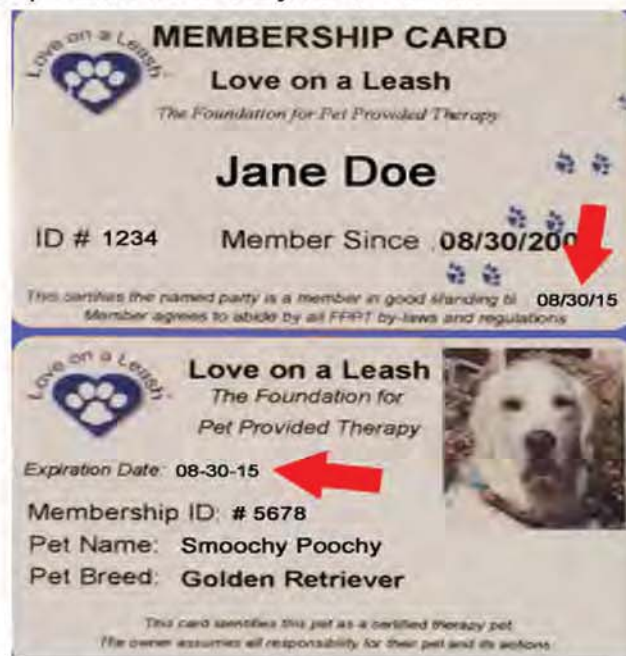 Love on a Leash
MEMBERSHIP CARD
Love on a Leash
The Foundation for Pet Provided Therapy
Jane Doe
ID # 1234 Member Since 08/30/200
This certifies the named party is a member in good standing 08/30/15
Member agrees to abide by all FPPT by-laws and regulations
Love on a Leash
Love on a Leash
The Foundation for
Pet Provided Therapy
Expiration Date: 08-30-15
Membership ID: # 5678
Pet Name: Smoochy Poochy
Pet Breed: Golden Retriever
This card identifies this pet as a certified therapy pet
The owner assumes all responsibility for their pet and its actions